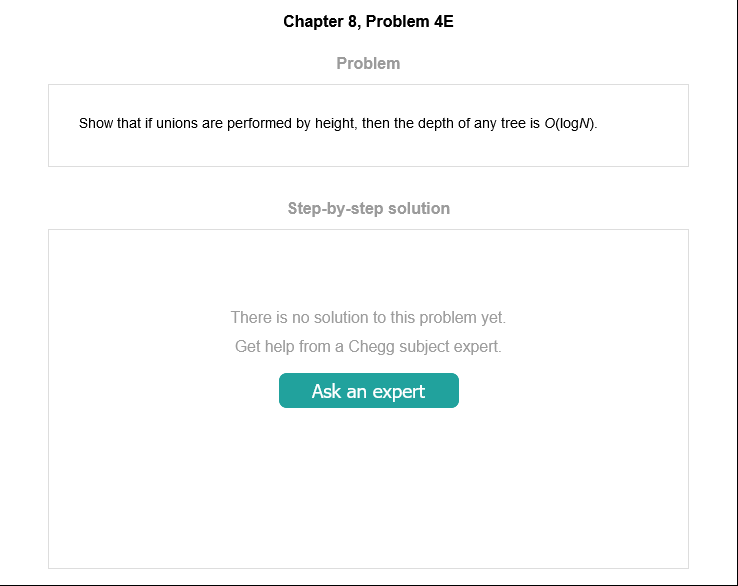 Chapter 8, Problem 4E
Problem
Show that if unions are performed by height, then the depth of any tree is O(logN).
Step-by-step solution
There is no solution to this problem yet.
Get help from a Chegg subject expert.
Ask an expert